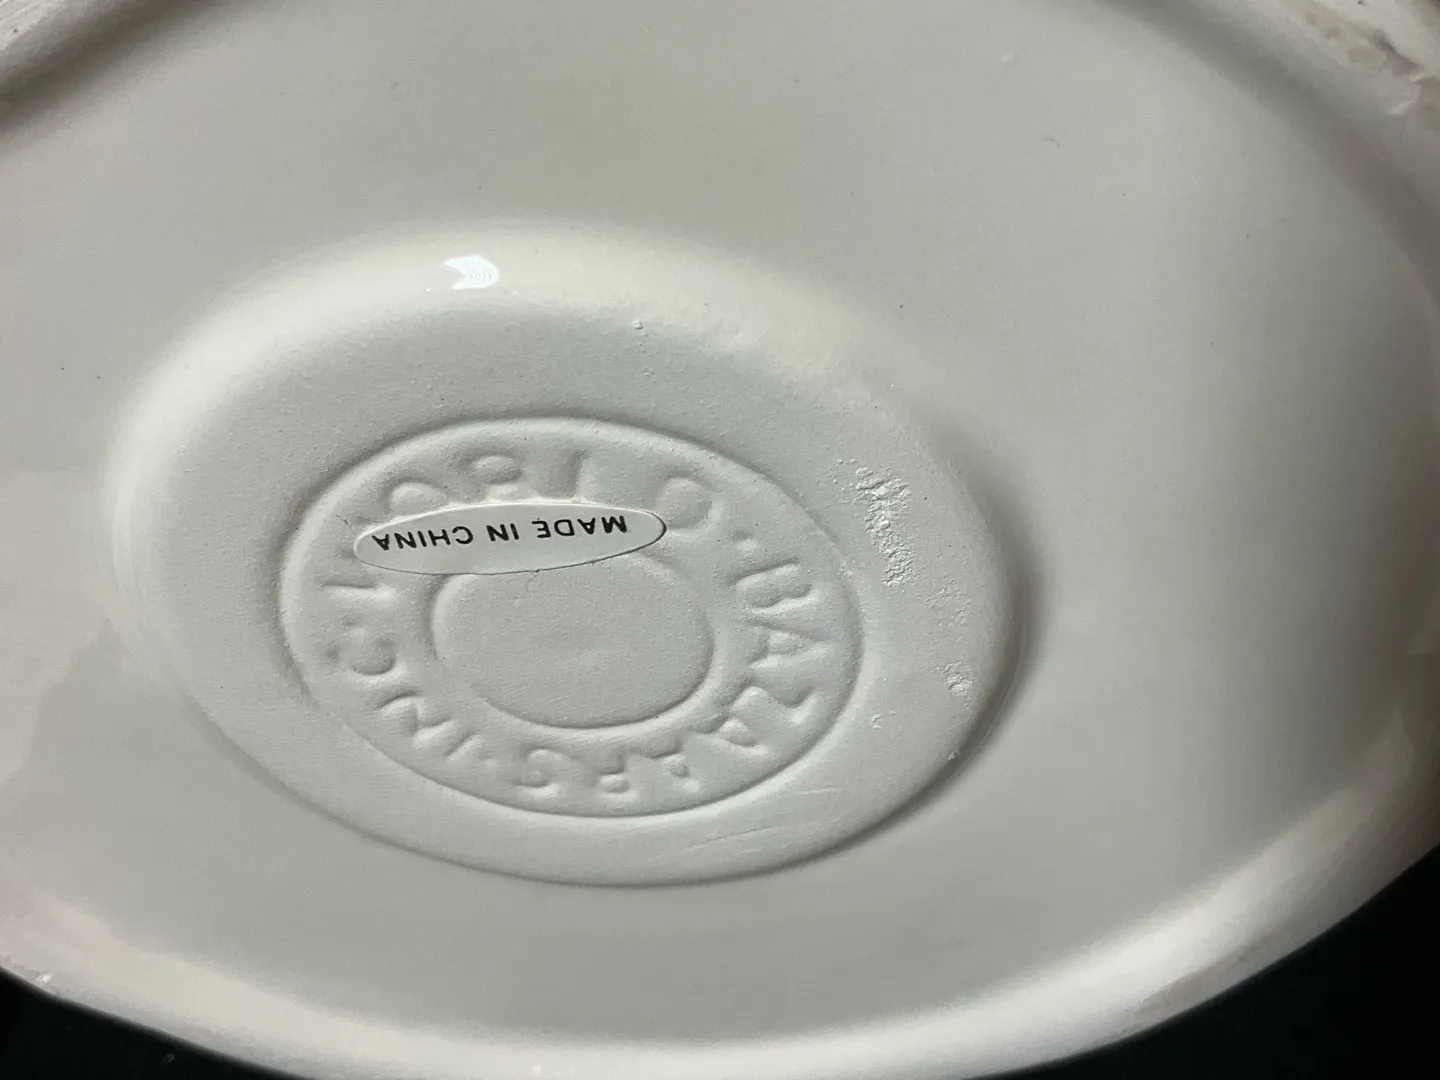 MADE IN CHINA
WORLD · BAZAARS · INC ·